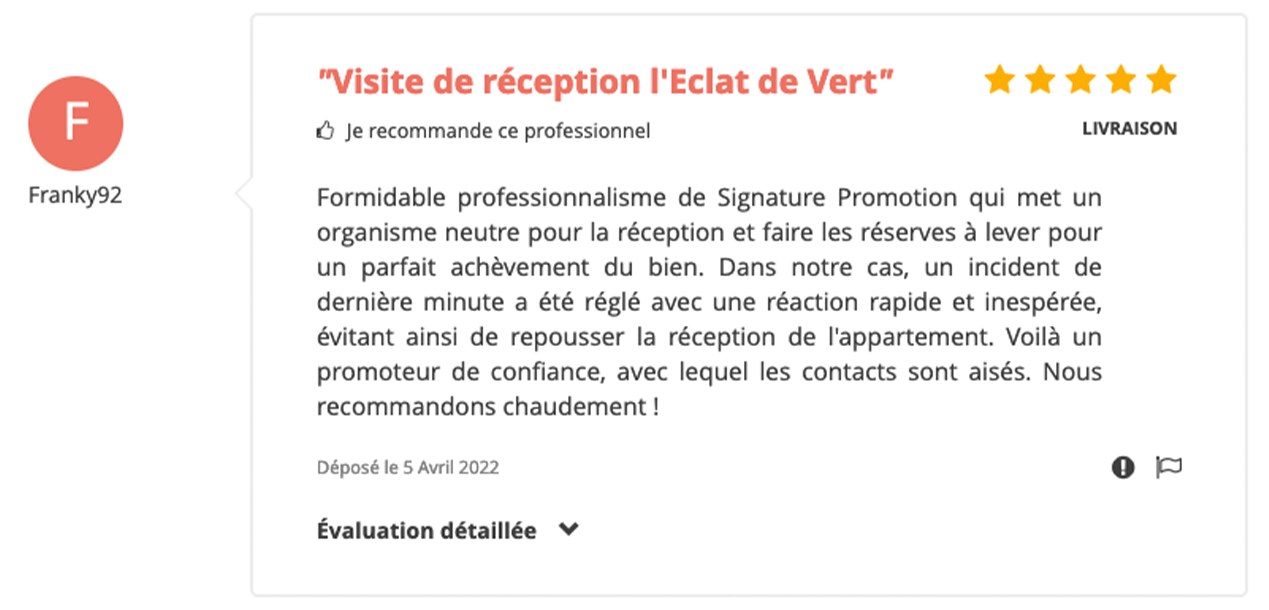 F
Franky92
"Visite de réception l'Eclat de Vert"
Je recommande ce professionnel
LIVRAISON
Formidable professionnalisme de Signature Promotion qui met un
organisme neutre pour la réception et faire les réserves à lever pour
un parfait achèvement du bien. Dans notre cas, un incident de
dernière minute a été réglé avec une réaction rapide et inespérée,
évitant ainsi de repousser la réception de l'appartement. Voilà un
promoteur de confiance, avec lequel les contacts sont aisés. Nous
recommandons chaudement !
Déposé le 5 Avril 2022
Évaluation détaillée